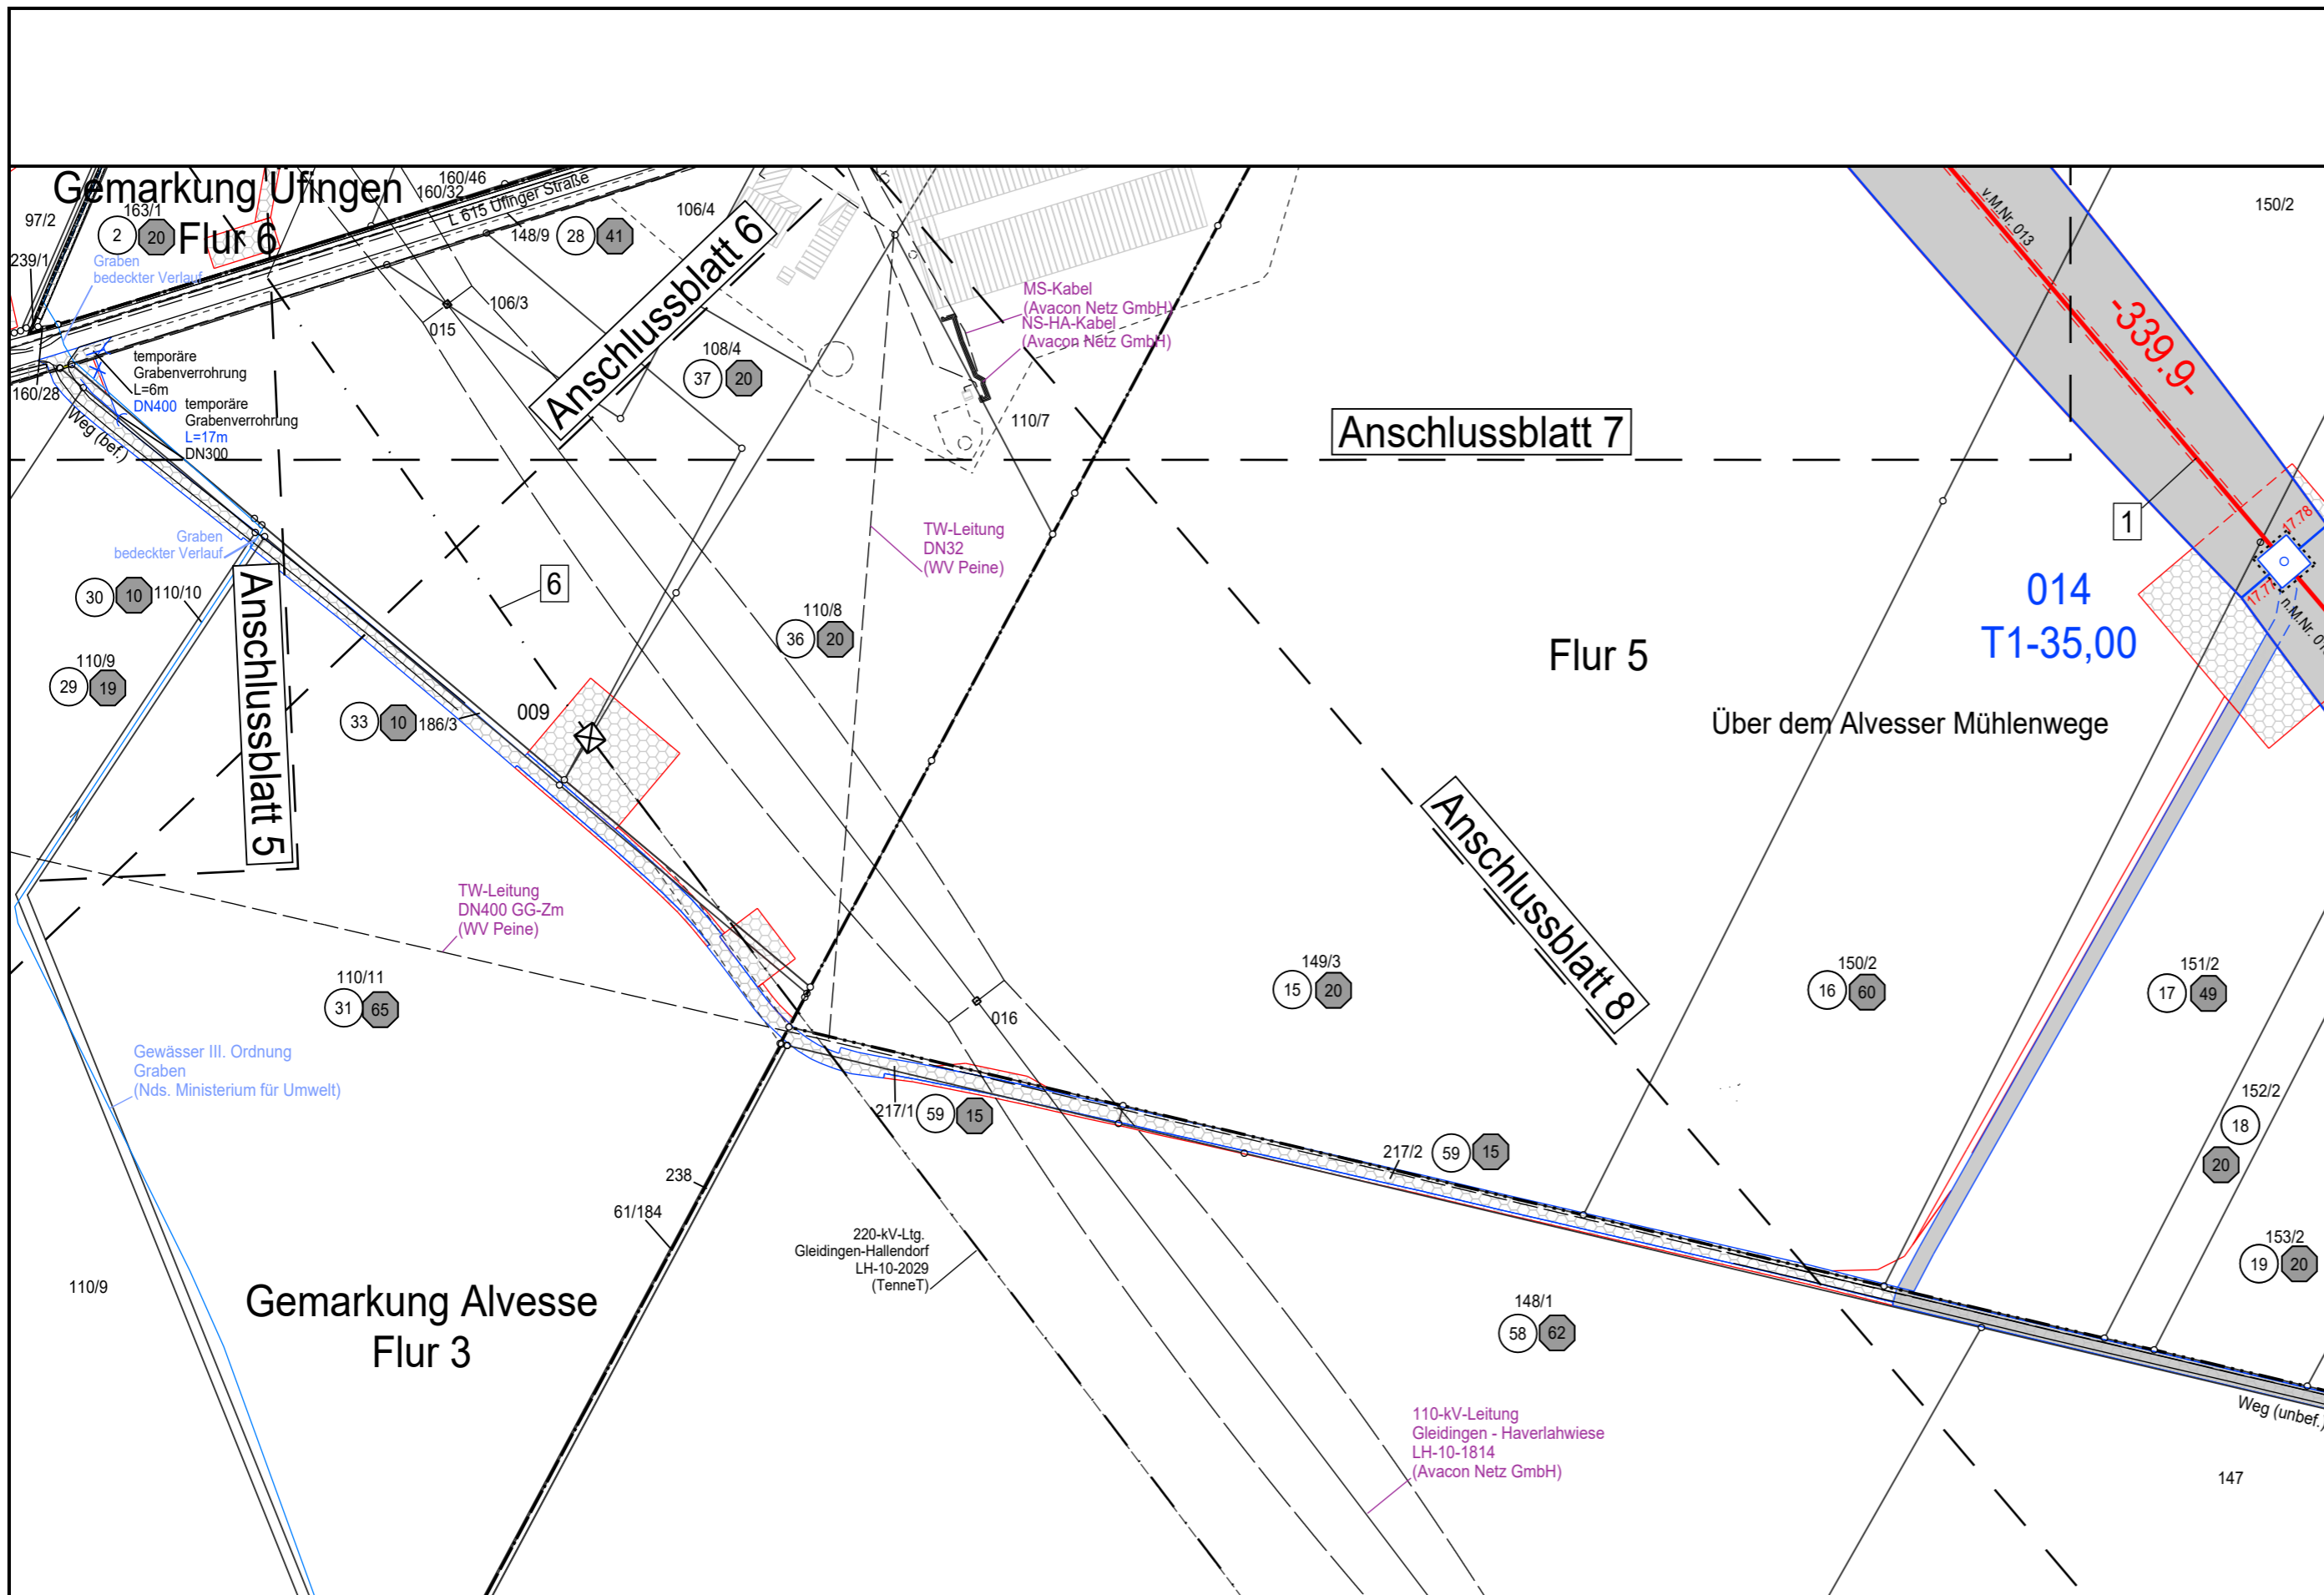 Gemarkung Üfingen
Flur 6
97/2
163/1
2
20
239/1
Graben
bedeckter Verlauf
160/46
160/32
L 615 Üfinger Straße
148/9
28
41
106/4
106/3
015
160/28
Weg (bef.)
temporäre
Grabenverrohrung
L=6m
DN400
temporäre
Grabenverrohrung
L=17m
DN300
Anschlussblatt 6
108/4
37
20
MS-Kabel
(Avacon Netz GmbH)
NS-HA-Kabel
(Avacon Netz GmbH)
110/7
Anschlussblatt 7
v.M.Nr. 013
-339.9-
150/2
1
17.78
17.77
014
T1-35,00
Flur 5
Über dem Alvesser Mühlenwege
Graben
bedeckter Verlauf
30
10
110/10
110/9
29
19
Anschlussblatt 5
33
10
186/3
6
009
TW-Leitung
DN32
(WV Peine)
110/8
36
20
TW-Leitung
DN400 GG-Zm
(WV Peine)
110/11
31
65
Gewässer III. Ordnung
Graben
(Nds. Ministerium für Umwelt)
Anschlussblatt 8
149/3
15
20
150/2
16
60
151/2
17
49
016
217/1
59
15
217/2
59
15
152/2
18
20
153/2
19
20
238
61/184
220-kV-Ltg.
Gleidingen-Hallendorf
LH-10-2029
(TenneT)
110/9
Gemarkung Alvesse
Flur 3
148/1
58
62
110-kV-Leitung
Gleidingen - Haverlahwiese
LH-10-1814
(Avacon Netz GmbH)
Weg (unbef.)
147